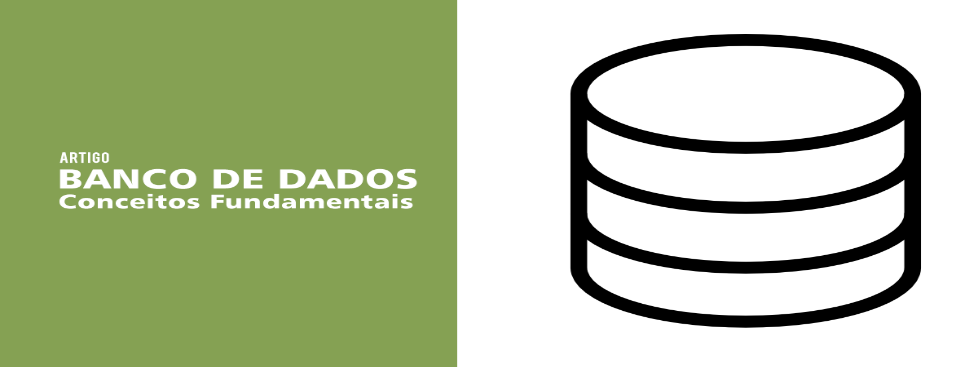 ARTIGO
BANCO DE DADOS
Conceitos Fundamentais